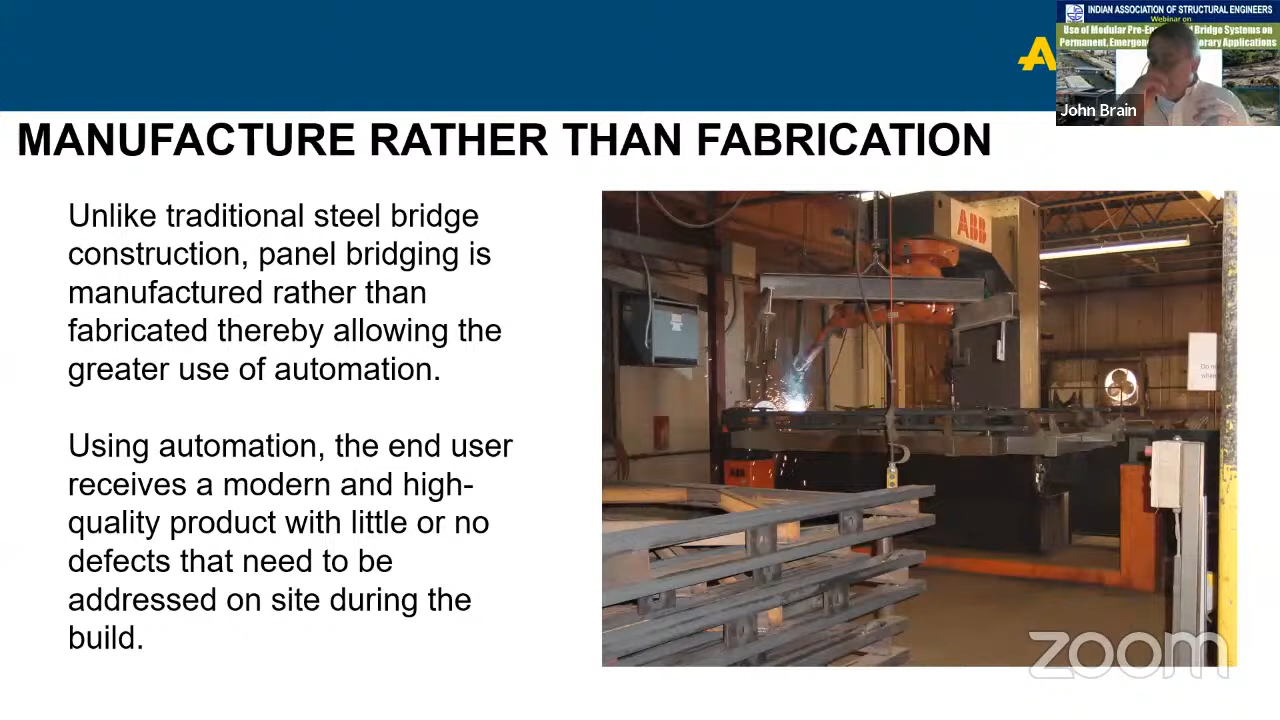 INDIAN ASSOCIATION OF STRUCTURAL ENGINEERS
Webinar on
Use of Modular Bridge Systems on
Permanent, Applications
John Brain
MANUFACTURE RATHER THAN FABRICATION
Unlike traditional steel bridge
construction, panel bridging is
manufactured rather than
fabricated thereby allowing the
greater use of automation.
Using automation, the end user
receives a modern and high-
quality product with little or no
defects that need to be
addressed on site during the
build.
ABB
ABB
zoom